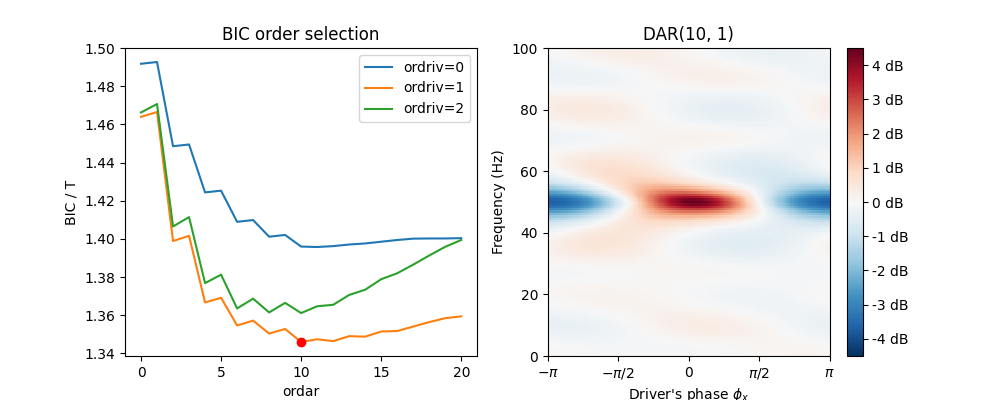 BIC order selection
BIC / T
1.50
1.48
1.46
1.44
1.42
1.40
1.38
1.36
1.34
0
5
10
15
20
ordar
ordriv=0
ordriv=1
ordriv=2
DAR(10, 1)
Frequency (Hz)
100
80
60
40
20
0
−π
−π/2
0
π/2
π
Driver's phase ϕₓ
4 dB
3 dB
2 dB
1 dB
0 dB
-1 dB
-2 dB
-3 dB
-4 dB